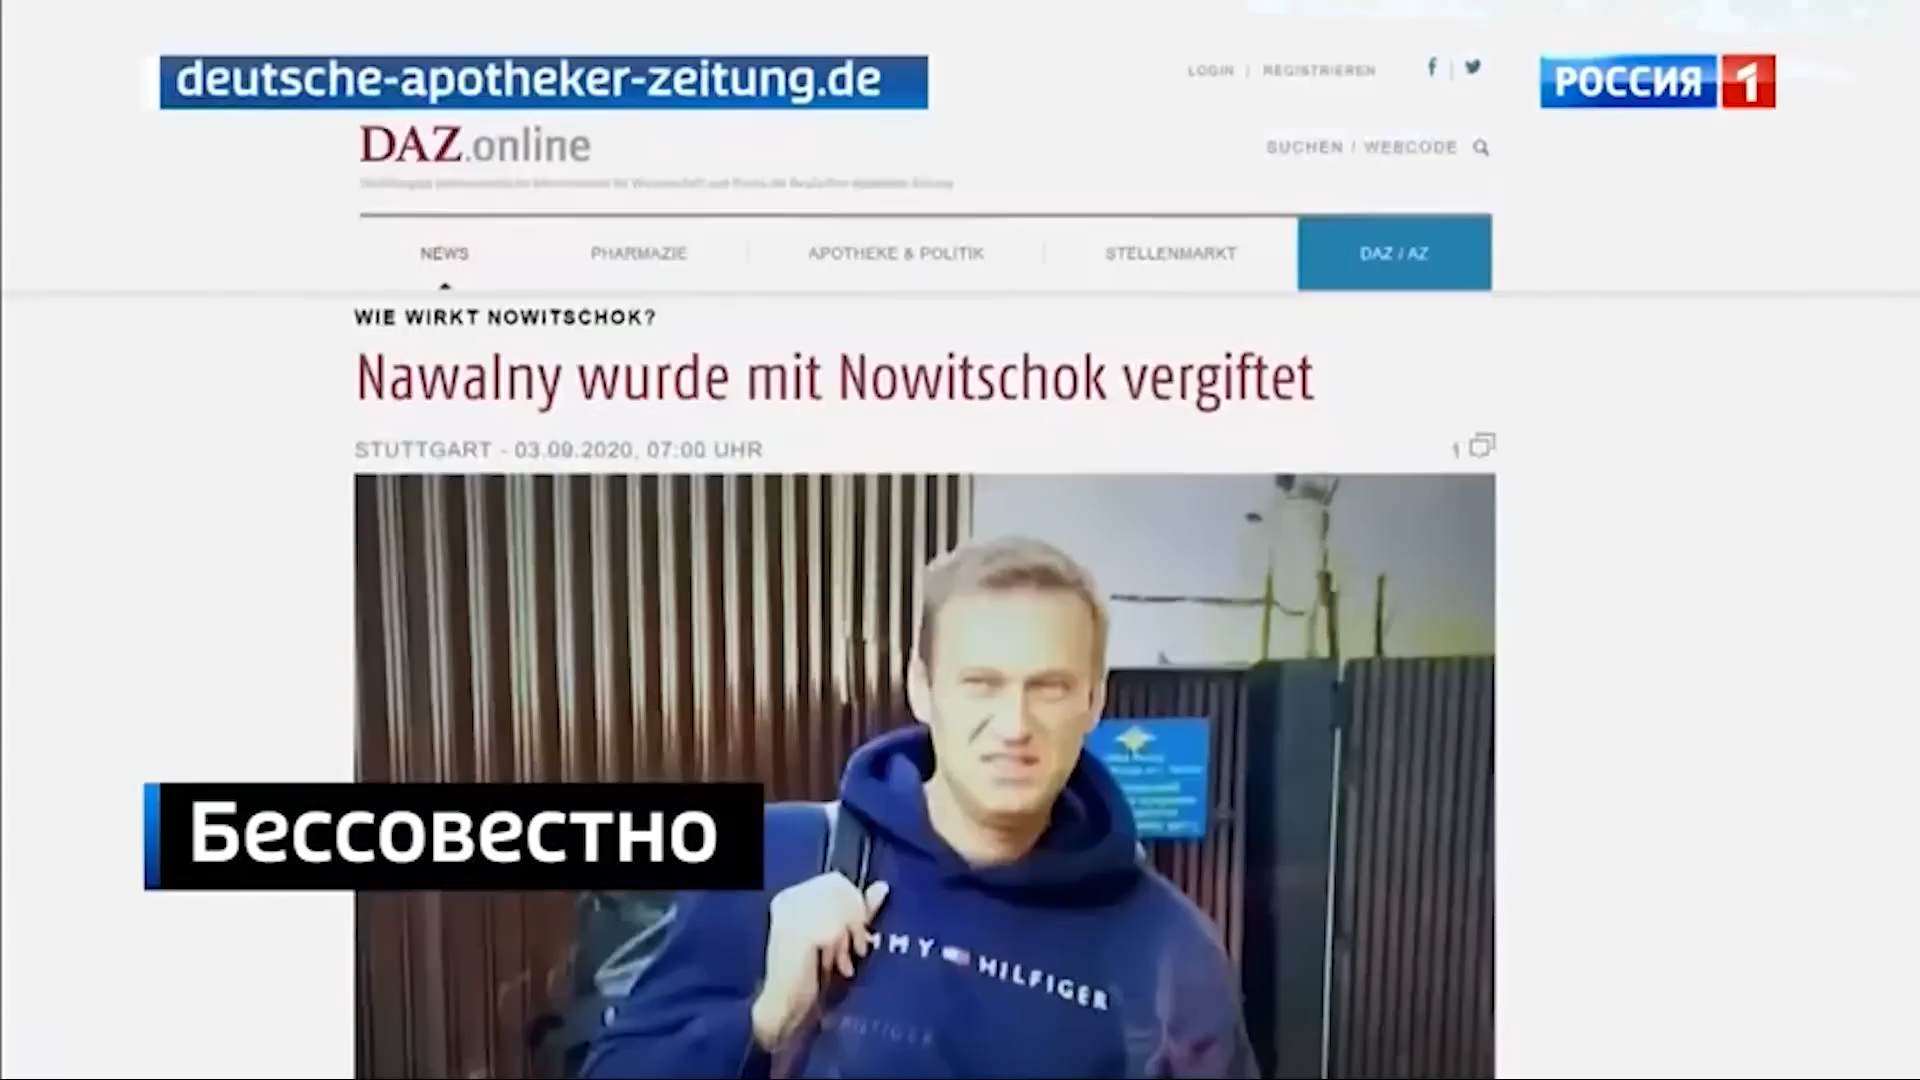 deutsche-apotheker-zeitung.de
LOGIN | REGISTRIEREN
РОССИЯ 1
DAZ.online
SUCHEN / WEBCODE
NEWS
PHARMAZIE
APOTHEKE & POLITIK
STELLENMARKT
DAZ / AZ
WIE WIRKT NOWITSCHOK?
Nawalny wurde mit Nowitschok vergiftet
STUTTGART - 03.09.2020, 07:00 UHR
1
Бессовестно
MMY HILFIGER